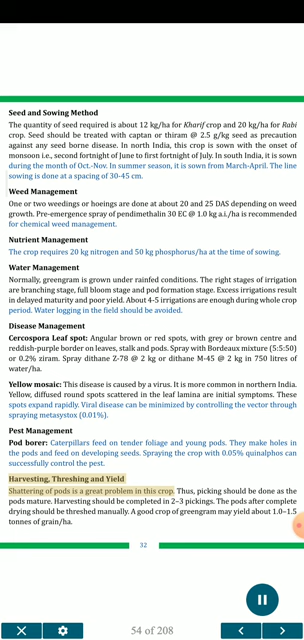 Seed and Sowing Method
The quantity of seed required is about 12 kg/ha for Kharif crop and 20 kg/ha for Rabi
crop. Seed should be treated with captan or thiram @ 2.5 g/kg seed as precaution
against any seed borne disease. In north India, this crop is sown with the onset of
monsoon i.e., second fortnight of June to first fortnight of July. In south India, it is sown
during the month of Oct.-Nov. In summer season, it is sown from March-April. The line
sowing is done at a spacing of 30-45 cm.
Weed Management
One or two weedings or hoeings are done at about 20 and 25 DAS depending on weed
growth. Pre-emergence spray of pendimethalin 30 EC @ 1.0 kg a.i./ha is recommended
for chemical weed management.
Nutrient Management
The crop requires 20 kg nitrogen and 50 kg phosphorus/ha at the time of sowing.
Water Management
Normally, greengram is grown under rainfed conditions. The right stages of irrigation
are branching stage, full bloom stage and pod formation stage. Excess irrigations result
in delayed maturity and poor yield. About 4-5 irrigations are enough during whole crop
period. Water logging in the field should be avoided.
Disease Management
Cercospora Leaf spot: Angular brown or red spots, with grey or brown centre and
reddish-purple border on leaves, stalk and pods. Spray with Bordeaux mixture (5:5:50)
or 0.2% ziram. Spray dithane Z-78 @ 2 kg or dithane M-45 @ 2 kg in 750 litres of
water/ha.
Yellow mosaic: This disease is caused by a virus. It is more common in northern India.
Yellow, diffused round spots scattered in the leaf lamina are initial symptoms. These
spots expand rapidly. Viral disease can be minimized by controlling the vector through
spraying metasystox (0.01%).
Pest Management
Pod borer: Caterpillars feed on tender foliage and young pods. They make holes in
the pods and feed on developing seeds. Spraying the crop with 0.05% quinalphos can
successfully control the pest.
Harvesting, Threshing and Yield
Shattering of pods is a great problem in this crop. Thus, picking should be done as the
pods mature. Harvesting should be completed in 2–3 pickings. The pods after complete
drying should be threshed manually. A good crop of greengram may yield about 1.0–1.5
tonnes of grain/ha.
32
54 of 208